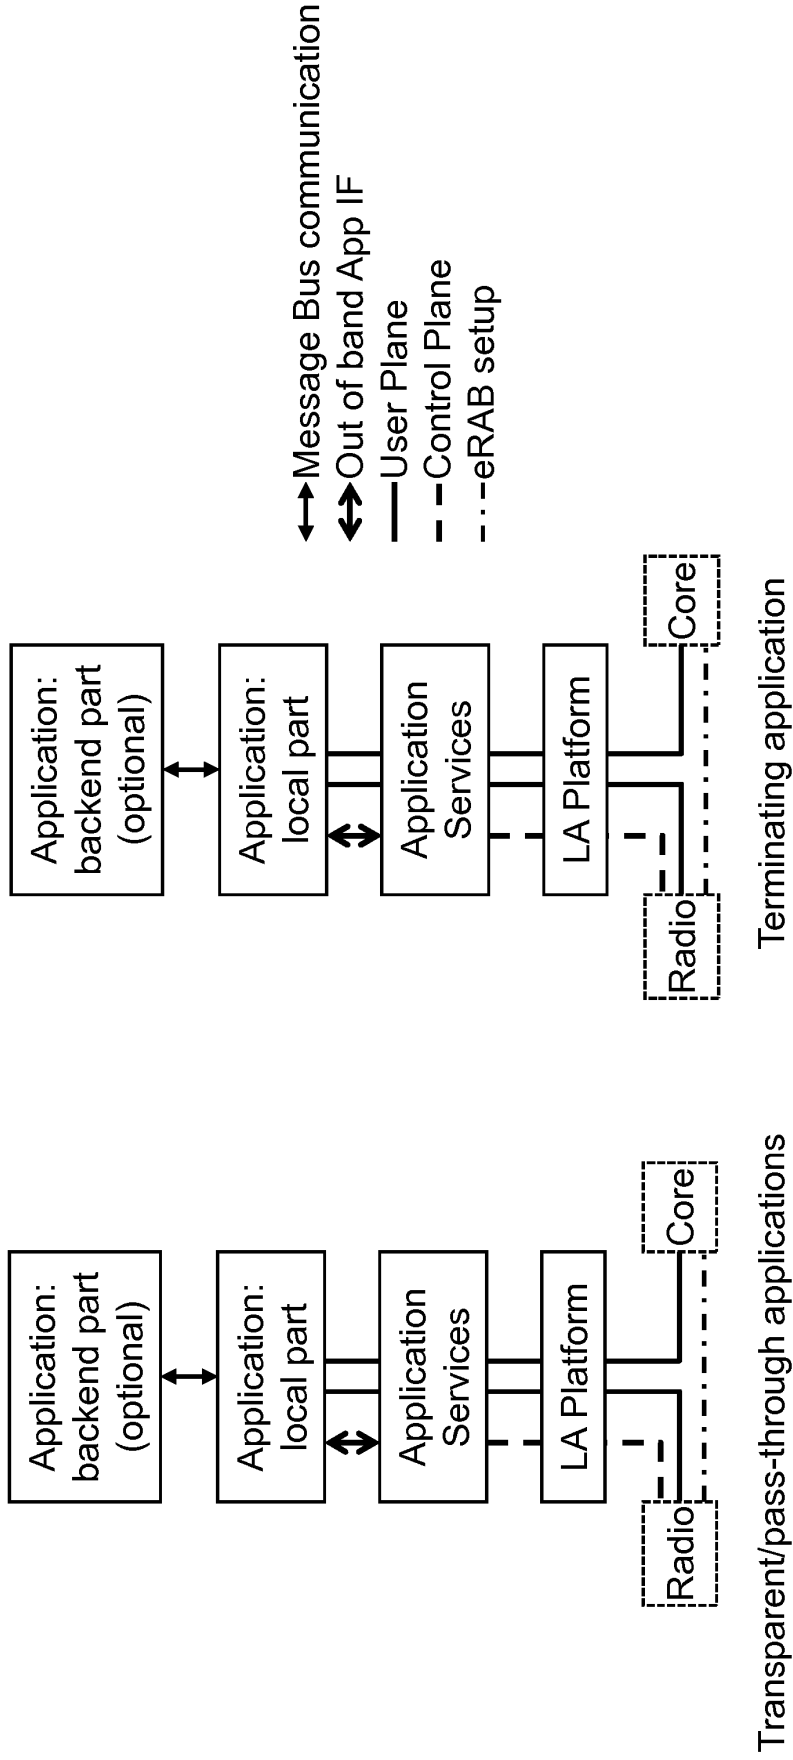 Application:
backend part
(optional)
Application:
local part
Application
Services
LA Platform
Radio
Core
Transparent/pass-through applications
Application:
backend part
(optional)
Application:
local part
Application
Services
LA Platform
Radio
Core
Terminating application
Message Bus communication
Out of band App IF
User Plane
Control Plane
eRAB setup